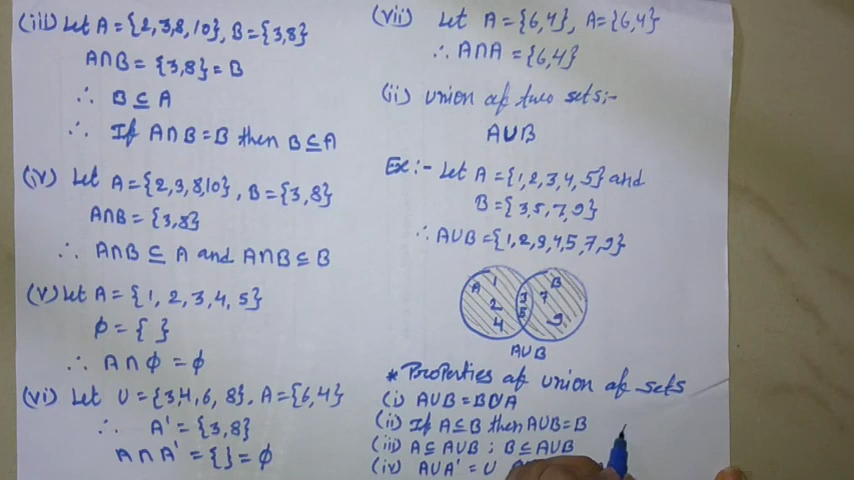 (iii) Let A = {2,3,8,10}, B = {3,8}
A∩B = {3,8} = B
∴ B ⊆ A
∴ If A∩B = B then B ⊆ A
(iv) Let A = {2,3,8,10}, B = {3,8}
A∩B = {3,8}
∴ A∩B ⊆ A and A∩B ⊆ B
(v) Let A = {1, 2, 3, 4, 5}
ϕ = { }
∴ A ∩ ϕ = ϕ
(vi) Let U = {3,4, 6, 8}. A = {6,4}
∴ A' = {3,8}
A ∩ A' = { } = ϕ
(vii) Let A = {6,4}, A = {6,4}
∴ A∩A = {6,4}
(ii) Union of two sets:-
A∪B
Ex:- Let A = {1,2,3,4,5} and
B = {3,5,7,9}
∴ A∪B = {1,2,3,4,5,7,9}
A 1 B
2 3 7
4 5 9
A∪B
* Properties of Union of sets
(i) A∪B = B∪A
(ii) If A ⊆ B then A∪B = B
(iii) A ⊆ A∪B ; B ⊆ A∪B
(iv) A∪A' = U